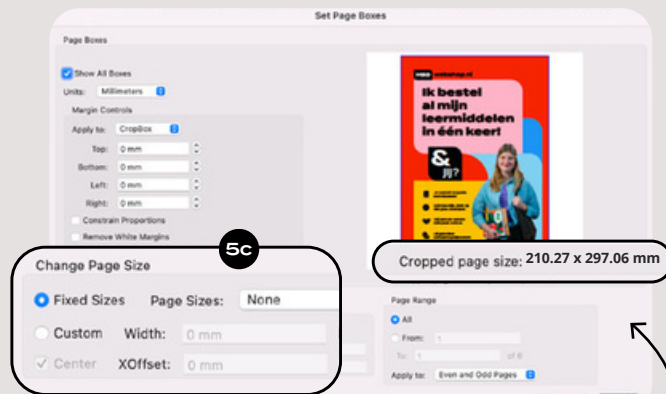 Set Page Boxes
Page Boxes
Show All Boxes
Units: Millimeters
Margin Controls
Apply to: CropBox
Top: 0 mm
Bottom: 0 mm
Left: 0 mm
Right: 0 mm
Constrain Proportions
Remove White Margins
webshop.nl
Ik bestel
al mijn
leermiddelen
in één keer!
&
jij?
5c
Change Page Size
Fixed Sizes Page Sizes: None
Custom Width: 0 mm
Center XOffset: 0 mm
Cropped page size: 210.27 x 297.06 mm
Page Range
All
From: 1
To: 1 of 6
Apply to: Even and Odd Pages